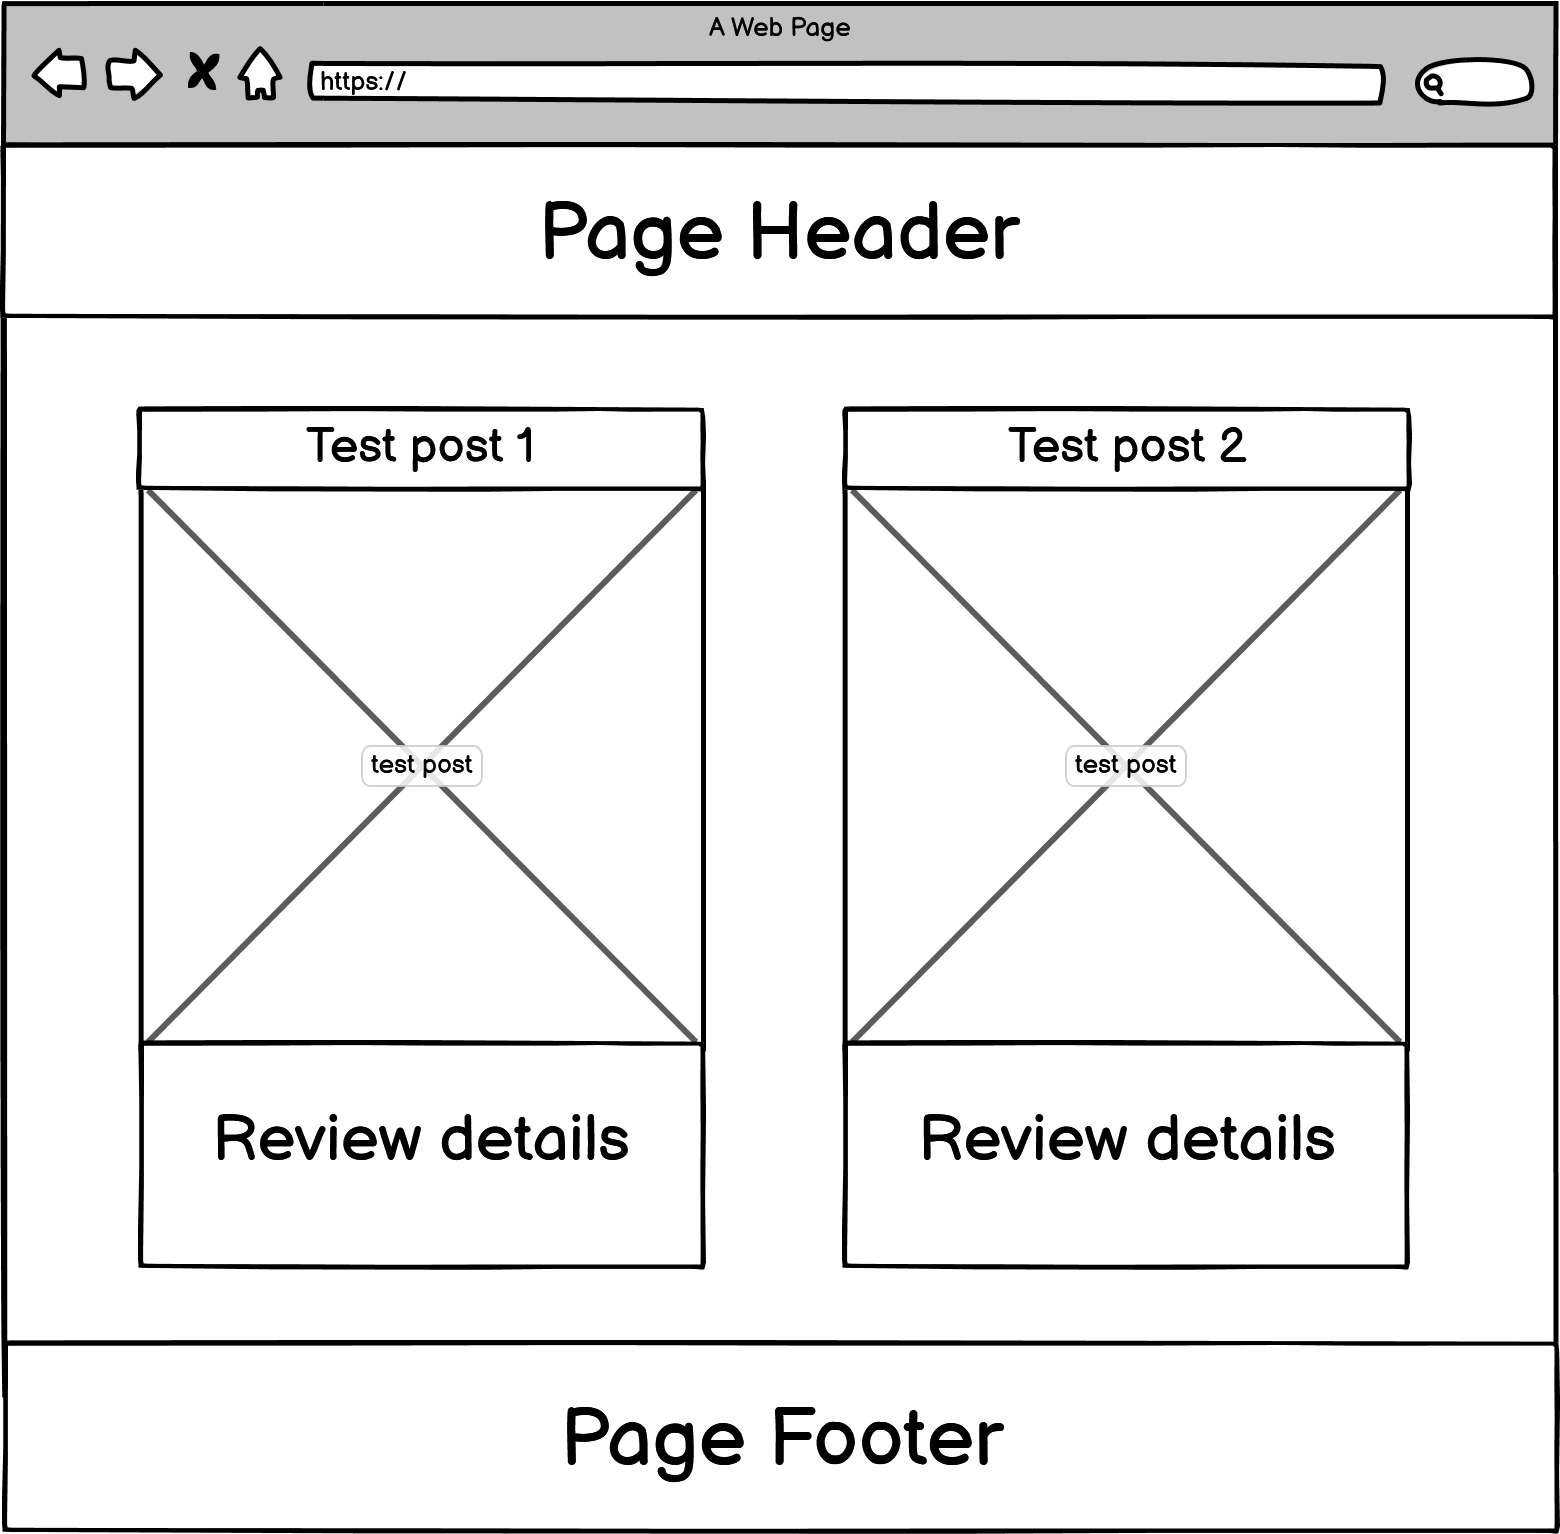 A Web Page
https://
Page Header
Test post 1
Test post 2
test post
test post
Review details
Review details
Page Footer